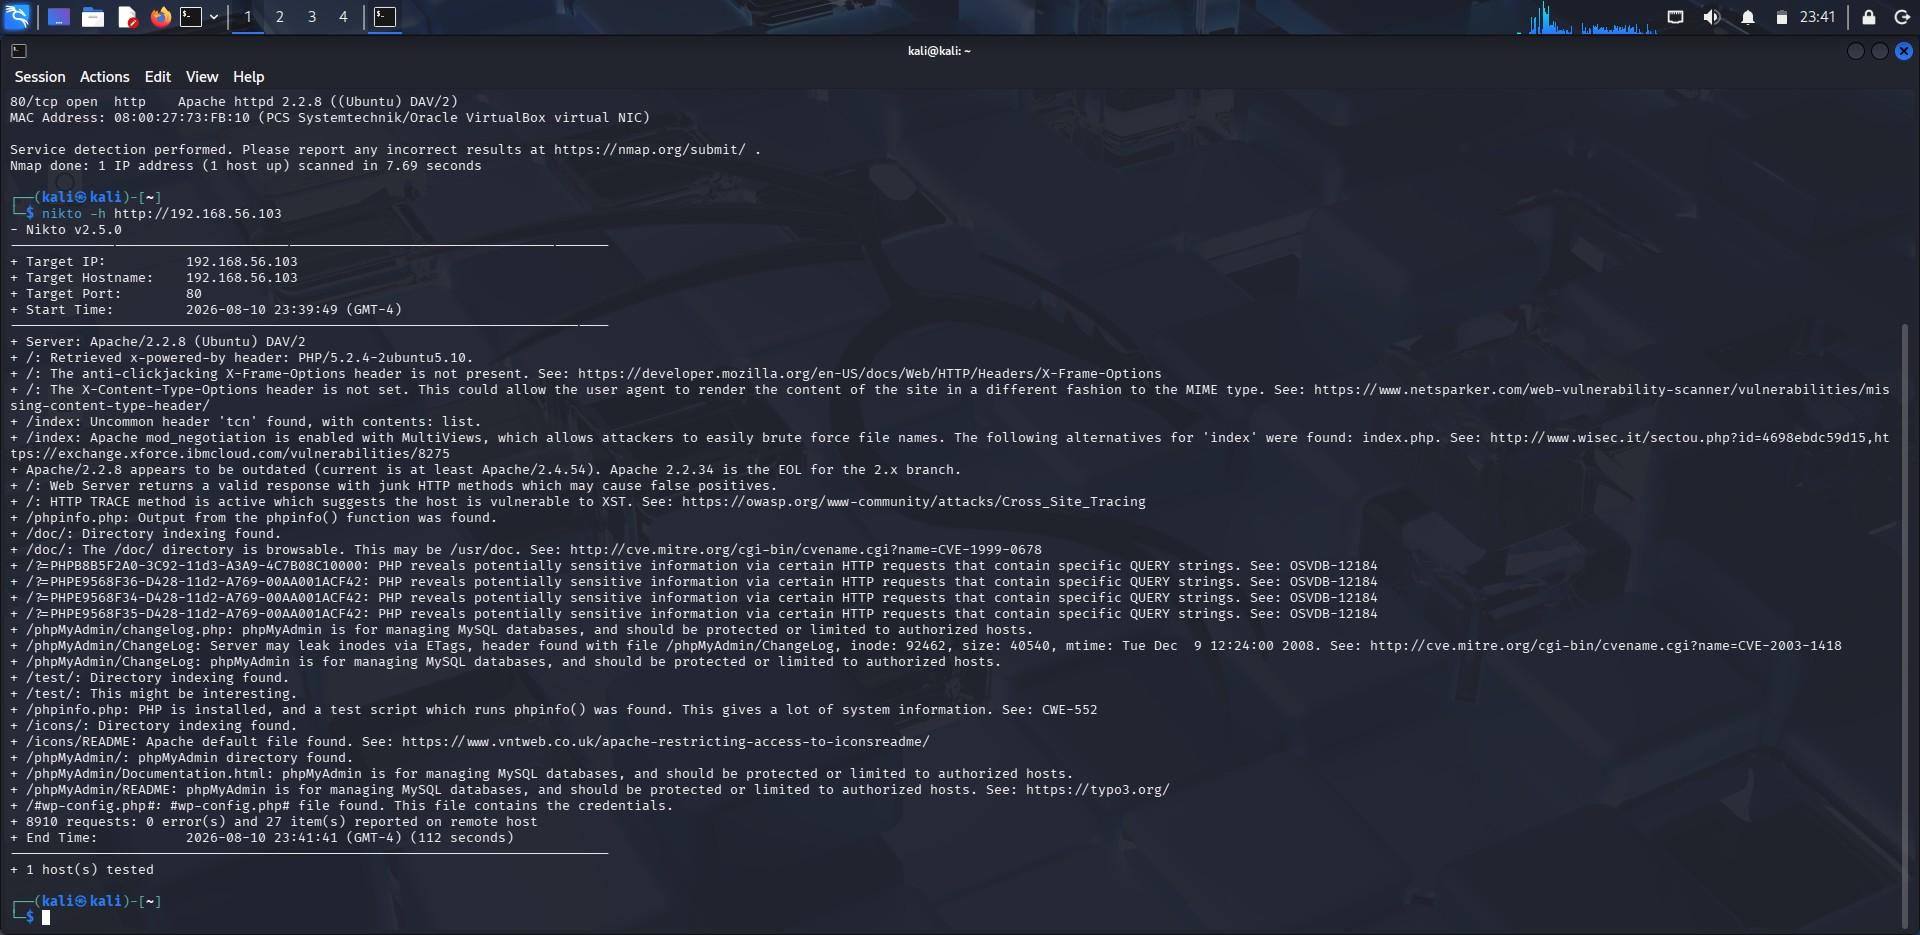 1 2 3 4 23:41
kali@kali: ~
Session Actions Edit View Help
80/tcp open  http    Apache httpd 2.2.8 ((Ubuntu) DAV/2)
MAC Address: 08:00:27:73:FB:10 (PCS Systemtechnik/Oracle VirtualBox virtual NIC)
Service detection performed. Please report any incorrect results at https://nmap.org/submit/ .
Nmap done: 1 IP address (1 host up) scanned in 7.69 seconds
┌──(kali㉿kali)-[~]
└─$ nikto -h http://192.168.56.103
- Nikto v2.5.0
---------------------------------------------------------------------------
+ Target IP:          192.168.56.103
+ Target Hostname:    192.168.56.103
+ Target Port:        80
+ Start Time:         2026-08-10 23:39:49 (GMT-4)
---------------------------------------------------------------------------
+ Server: Apache/2.2.8 (Ubuntu) DAV/2
+ /: Retrieved x-powered-by header: PHP/5.2.4-2ubuntu5.10.
+ /: The anti-clickjacking X-Frame-Options header is not present. See: https://developer.mozilla.org/en-US/docs/Web/HTTP/Headers/X-Frame-Options
+ /: The X-Content-Type-Options header is not set. This could allow the user agent to render the content of the site in a different fashion to the MIME type. See: https://www.netsparker.com/web-vulnerability-scanner/vulnerabilities/mis
sing-content-type-header/
+ /index: Uncommon header 'tcn' found, with contents: list.
+ /index: Apache mod_negotiation is enabled with MultiViews, which allows attackers to easily brute force file names. The following alternatives for 'index' were found: index.php. See: http://www.wisec.it/sectou.php?id=4698ebdc59d15,ht
tps://exchange.xforce.ibmcloud.com/vulnerabilities/8275
+ Apache/2.2.8 appears to be outdated (current is at least Apache/2.4.54). Apache 2.2.34 is the EOL for the 2.x branch.
+ /: Web Server returns a valid response with junk HTTP methods which may cause false positives.
+ /: HTTP TRACE method is active which suggests the host is vulnerable to XST. See: https://owasp.org/www-community/attacks/Cross_Site_Tracing
+ /phpinfo.php: Output from the phpinfo() function was found.
+ /doc/: Directory indexing found.
+ /doc/: The /doc/ directory is browsable. This may be /usr/doc. See: http://cve.mitre.org/cgi-bin/cvename.cgi?name=CVE-1999-0678
+ /?=PHPB8B5F2A0-3C92-11d3-A3A9-4C7B08C10000: PHP reveals potentially sensitive information via certain HTTP requests that contain specific QUERY strings. See: OSVDB-12184
+ /?=PHPE9568F36-D428-11d2-A769-00AA001ACF42: PHP reveals potentially sensitive information via certain HTTP requests that contain specific QUERY strings. See: OSVDB-12184
+ /?=PHPE9568F34-D428-11d2-A769-00AA001ACF42: PHP reveals potentially sensitive information via certain HTTP requests that contain specific QUERY strings. See: OSVDB-12184
+ /?=PHPE9568F35-D428-11d2-A769-00AA001ACF42: PHP reveals potentially sensitive information via certain HTTP requests that contain specific QUERY strings. See: OSVDB-12184
+ /phpMyAdmin/changelog.php: phpMyAdmin is for managing MySQL databases, and should be protected or limited to authorized hosts.
+ /phpMyAdmin/ChangeLog: Server may leak inodes via ETags, header found with file /phpMyAdmin/ChangeLog, inode: 92462, size: 40540, mtime: Tue Dec  9 12:24:00 2008. See: http://cve.mitre.org/cgi-bin/cvename.cgi?name=CVE-2003-1418
+ /phpMyAdmin/ChangeLog: phpMyAdmin is for managing MySQL databases, and should be protected or limited to authorized hosts.
+ /test/: Directory indexing found.
+ /test/: This might be interesting.
+ /phpinfo.php: PHP is installed, and a test script which runs phpinfo() was found. This gives a lot of system information. See: CWE-552
+ /icons/: Directory indexing found.
+ /icons/README: Apache default file found. See: https://www.vntweb.co.uk/apache-restricting-access-to-iconsreadme/
+ /phpMyAdmin/: phpMyAdmin directory found.
+ /phpMyAdmin/Documentation.html: phpMyAdmin is for managing MySQL databases, and should be protected or limited to authorized hosts.
+ /phpMyAdmin/README: phpMyAdmin is for managing MySQL databases, and should be protected or limited to authorized hosts. See: https://typo3.org/
+ /#wp-config.php#: #wp-config.php# file found. This file contains the credentials.
+ 8910 requests: 0 error(s) and 27 item(s) reported on remote host
+ End Time:           2026-08-10 23:41:41 (GMT-4) (112 seconds)
---------------------------------------------------------------------------
+ 1 host(s) tested
┌──(kali㉿kali)-[~]
└─$